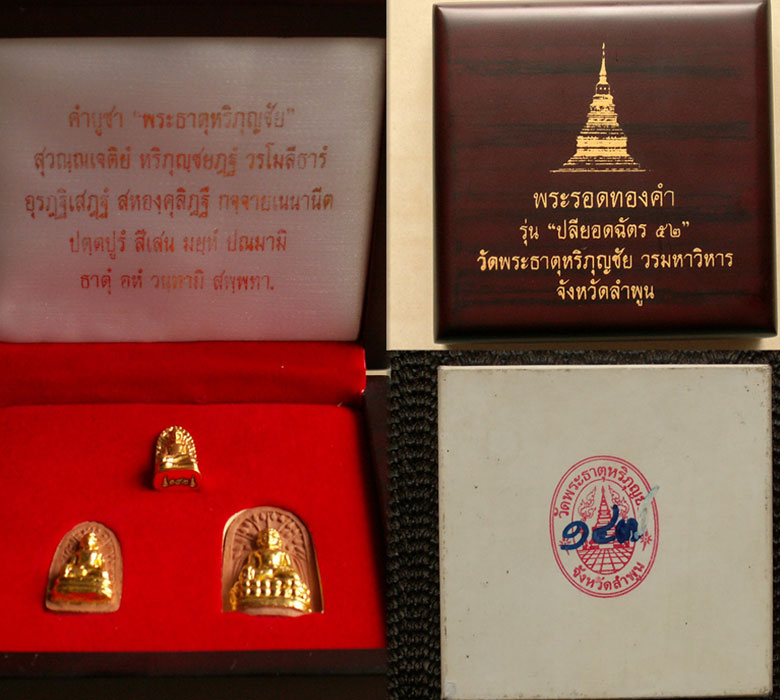 คำบูชา "พระธาตุหริภุญชัย"
สุวณฺณเจติยํ หริภุญฺชยฏฺฐํ วรโมลีธารํ
อุรฏฺฐิเสฏฺฐํ สหองฺคุลิฏฺฐึ กจฺจายเนนานีต
ปตฺตปูรํ สีเสน มยฺหํ ปณมามิ
ธาตุํ อหํ วนฺทามิ สพฺพทา.
พระรอดทองคำ
รุ่น "ปลียอดฉัตร ๕๒"
วัดพระธาตุหริภุญชัย วรมหาวิหาร
จังหวัดลำพูน
วัดพระธาตุหริภุญชัย
จังหวัดลำพูน